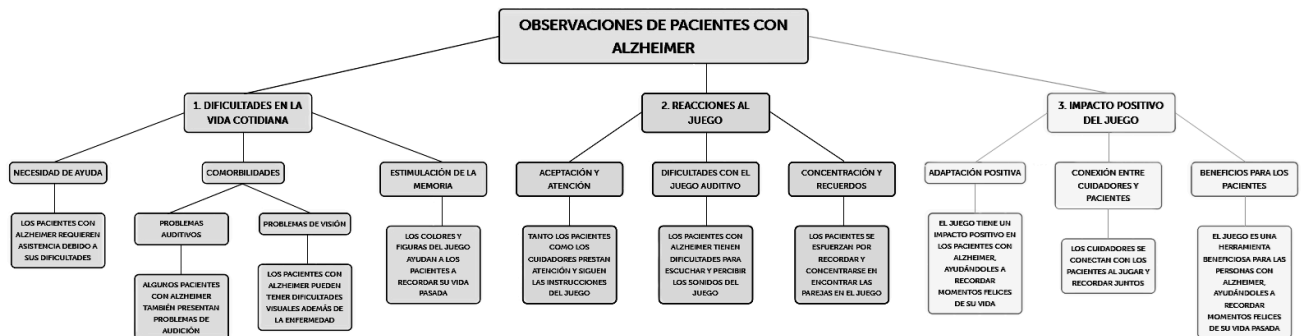 OBSERVACIONES DE PACIENTES CON
ALZHEIMER
1. DIFICULTADES EN LA
VIDA COTIDIANA
NECESIDAD DE AYUDA
LOS PACIENTES CON
ALZHEIMER REQUIEREN
ASISTENCIA DEBIDO A
SUS DIFICULTADES
COMORBILIDADES
PROBLEMAS
AUDITIVOS
ALGUNOS PACIENTES
CON ALZHEIMER
TAMBIÉN PRESENTAN
PROBLEMAS DE
AUDICIÓN
PROBLEMAS DE VISIÓN
LOS PACIENTES CON
ALZHEIMER PUEDEN
TENER DIFICULTADES
VISUALES ADEMÁS DE
LA ENFERMEDAD
ESTIMULACIÓN DE LA
MEMORIA
LOS COLORES Y
FIGURAS DEL JUEGO
AYUDAN A LOS
PACIENTES A
RECORDAR SU VIDA
PASADA
2. REACCIONES AL
JUEGO
ACEPTACIÓN Y
ATENCIÓN
TANTO LOS PACIENTES
COMO LOS
CUIDADORES PRESTAN
ATENCIÓN Y SIGUEN
LAS INSTRUCCIONES
DEL JUEGO
DIFICULTADES CON EL
JUEGO AUDITIVO
LOS PACIENTES CON
ALZHEIMER TIENEN
DIFICULTADES PARA
ESCUCHAR Y PERCIBIR
LOS SONIDOS DEL
JUEGO
CONCENTRACIÓN Y
RECUERDOS
LOS PACIENTES SE
ESFUERZAN POR
RECORDAR Y
CONCENTRARSE EN
ENCONTRAR LAS
PAREJAS EN EL JUEGO
3. IMPACTO POSITIVO
DEL JUEGO
ADAPTACIÓN POSITIVA
EL JUEGO TIENE UN
IMPACTO POSITIVO EN
LOS PACIENTES CON
ALZHEIMER,
AYUDÁNDOLES A
RECORDAR
MOMENTOS FELICES
DE SU VIDA
CONEXIÓN ENTRE
CUIDADORES Y
PACIENTES
LOS CUIDADORES SE
CONECTAN CON LOS
PACIENTES AL JUGAR Y
RECORDAR JUNTOS
BENEFICIOS PARA LOS
PACIENTES
EL JUEGO ES UNA
HERRAMIENTA
BENEFICIOSA PARA LAS
PERSONAS CON
ALZHEIMER,
AYUDÁNDOLES A
RECORDAR
MOMENTOS FELICES
DE SU VIDA PASADA